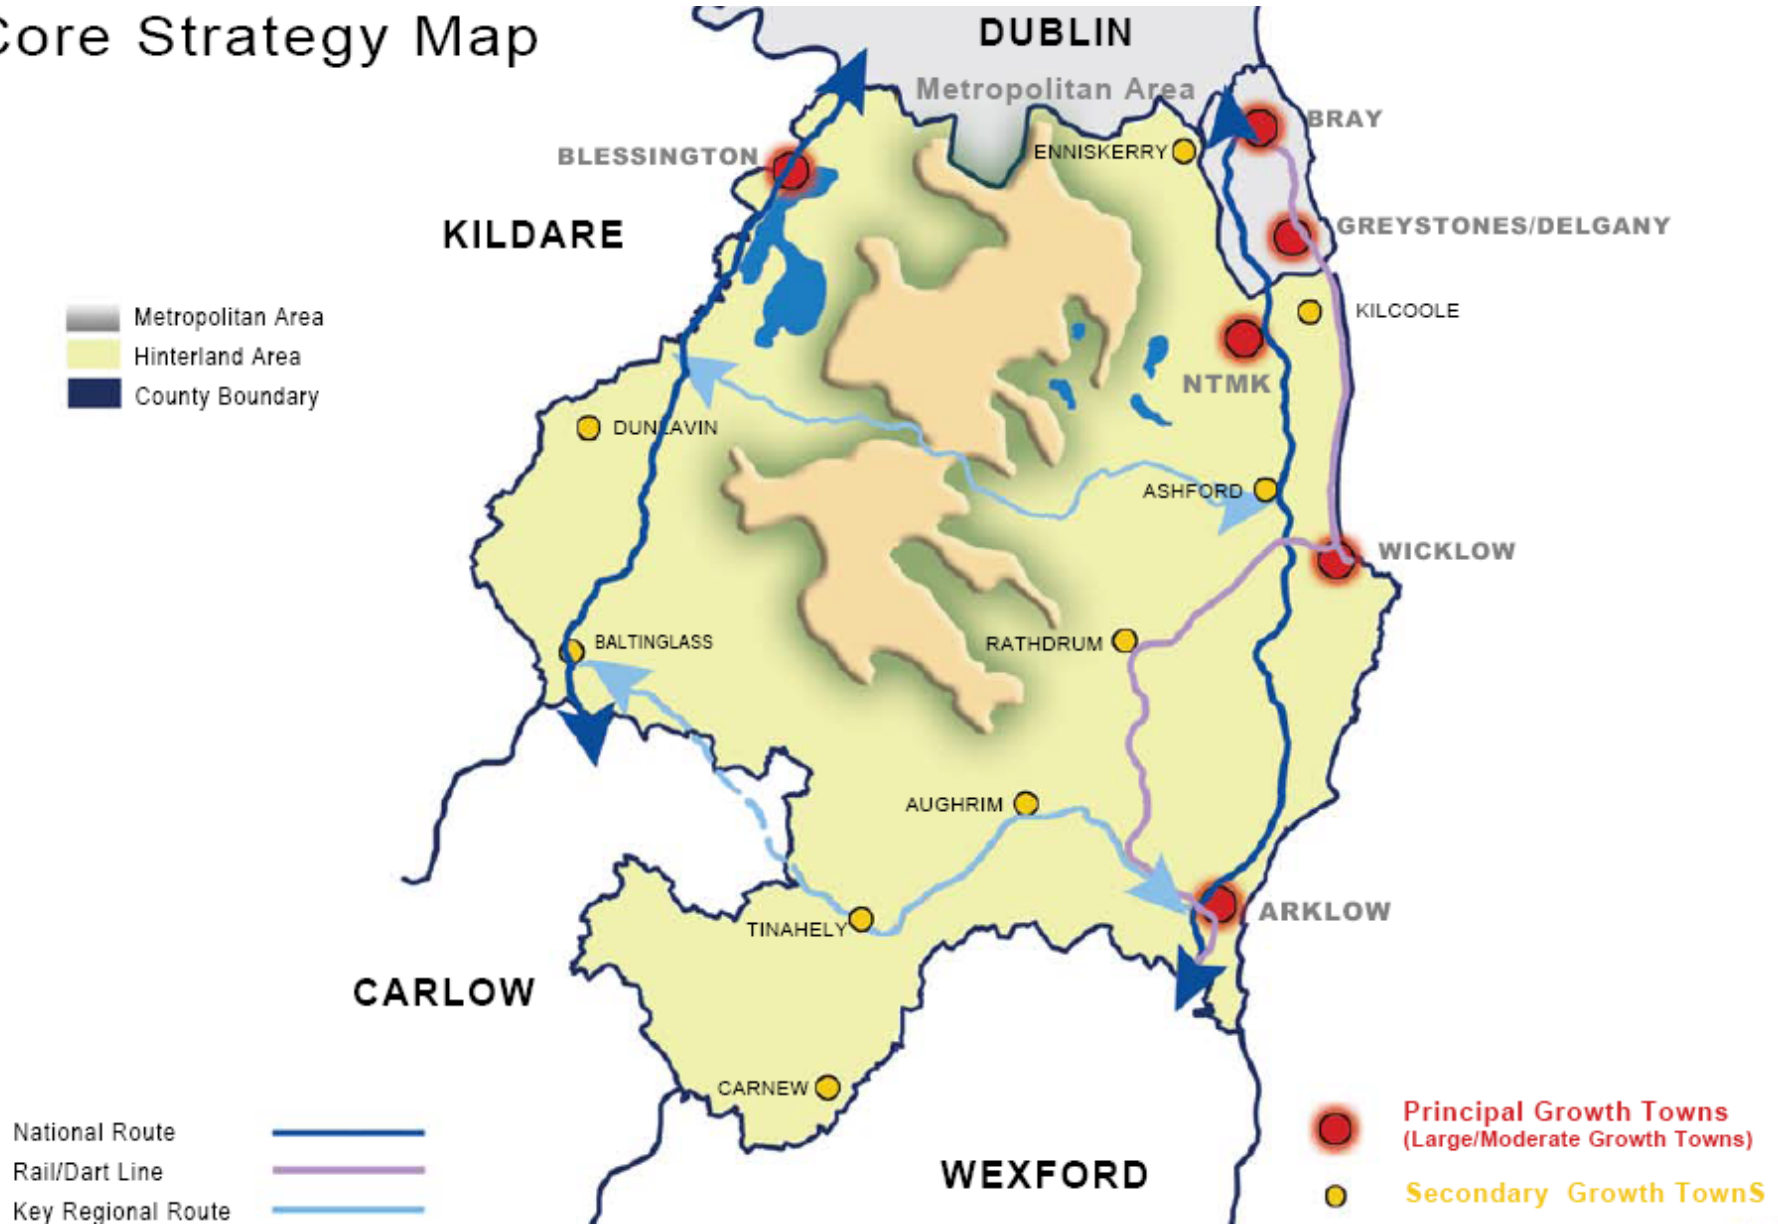 Core Strategy Map
DUBLIN
Metropolitan Area
BRAY
ENNISKERRY
BLESSINGTON
GREYSTONES/DELGANY
KILDARE
KILCOOLE
Metropolitan Area
Hinterland Area
County Boundary
NTMK
DUNLAVIN
ASHFORD
WICKLOW
BALTINGLASS
RATHDRUM
AUGHRIM
ARKLOW
TINAHELY
CARLOW
CARNEW
WEXFORD
National Route
Rail/Dart Line
Key Regional Route
Principal Growth Towns
(Large/Moderate Growth Towns)
Secondary Growth TownS